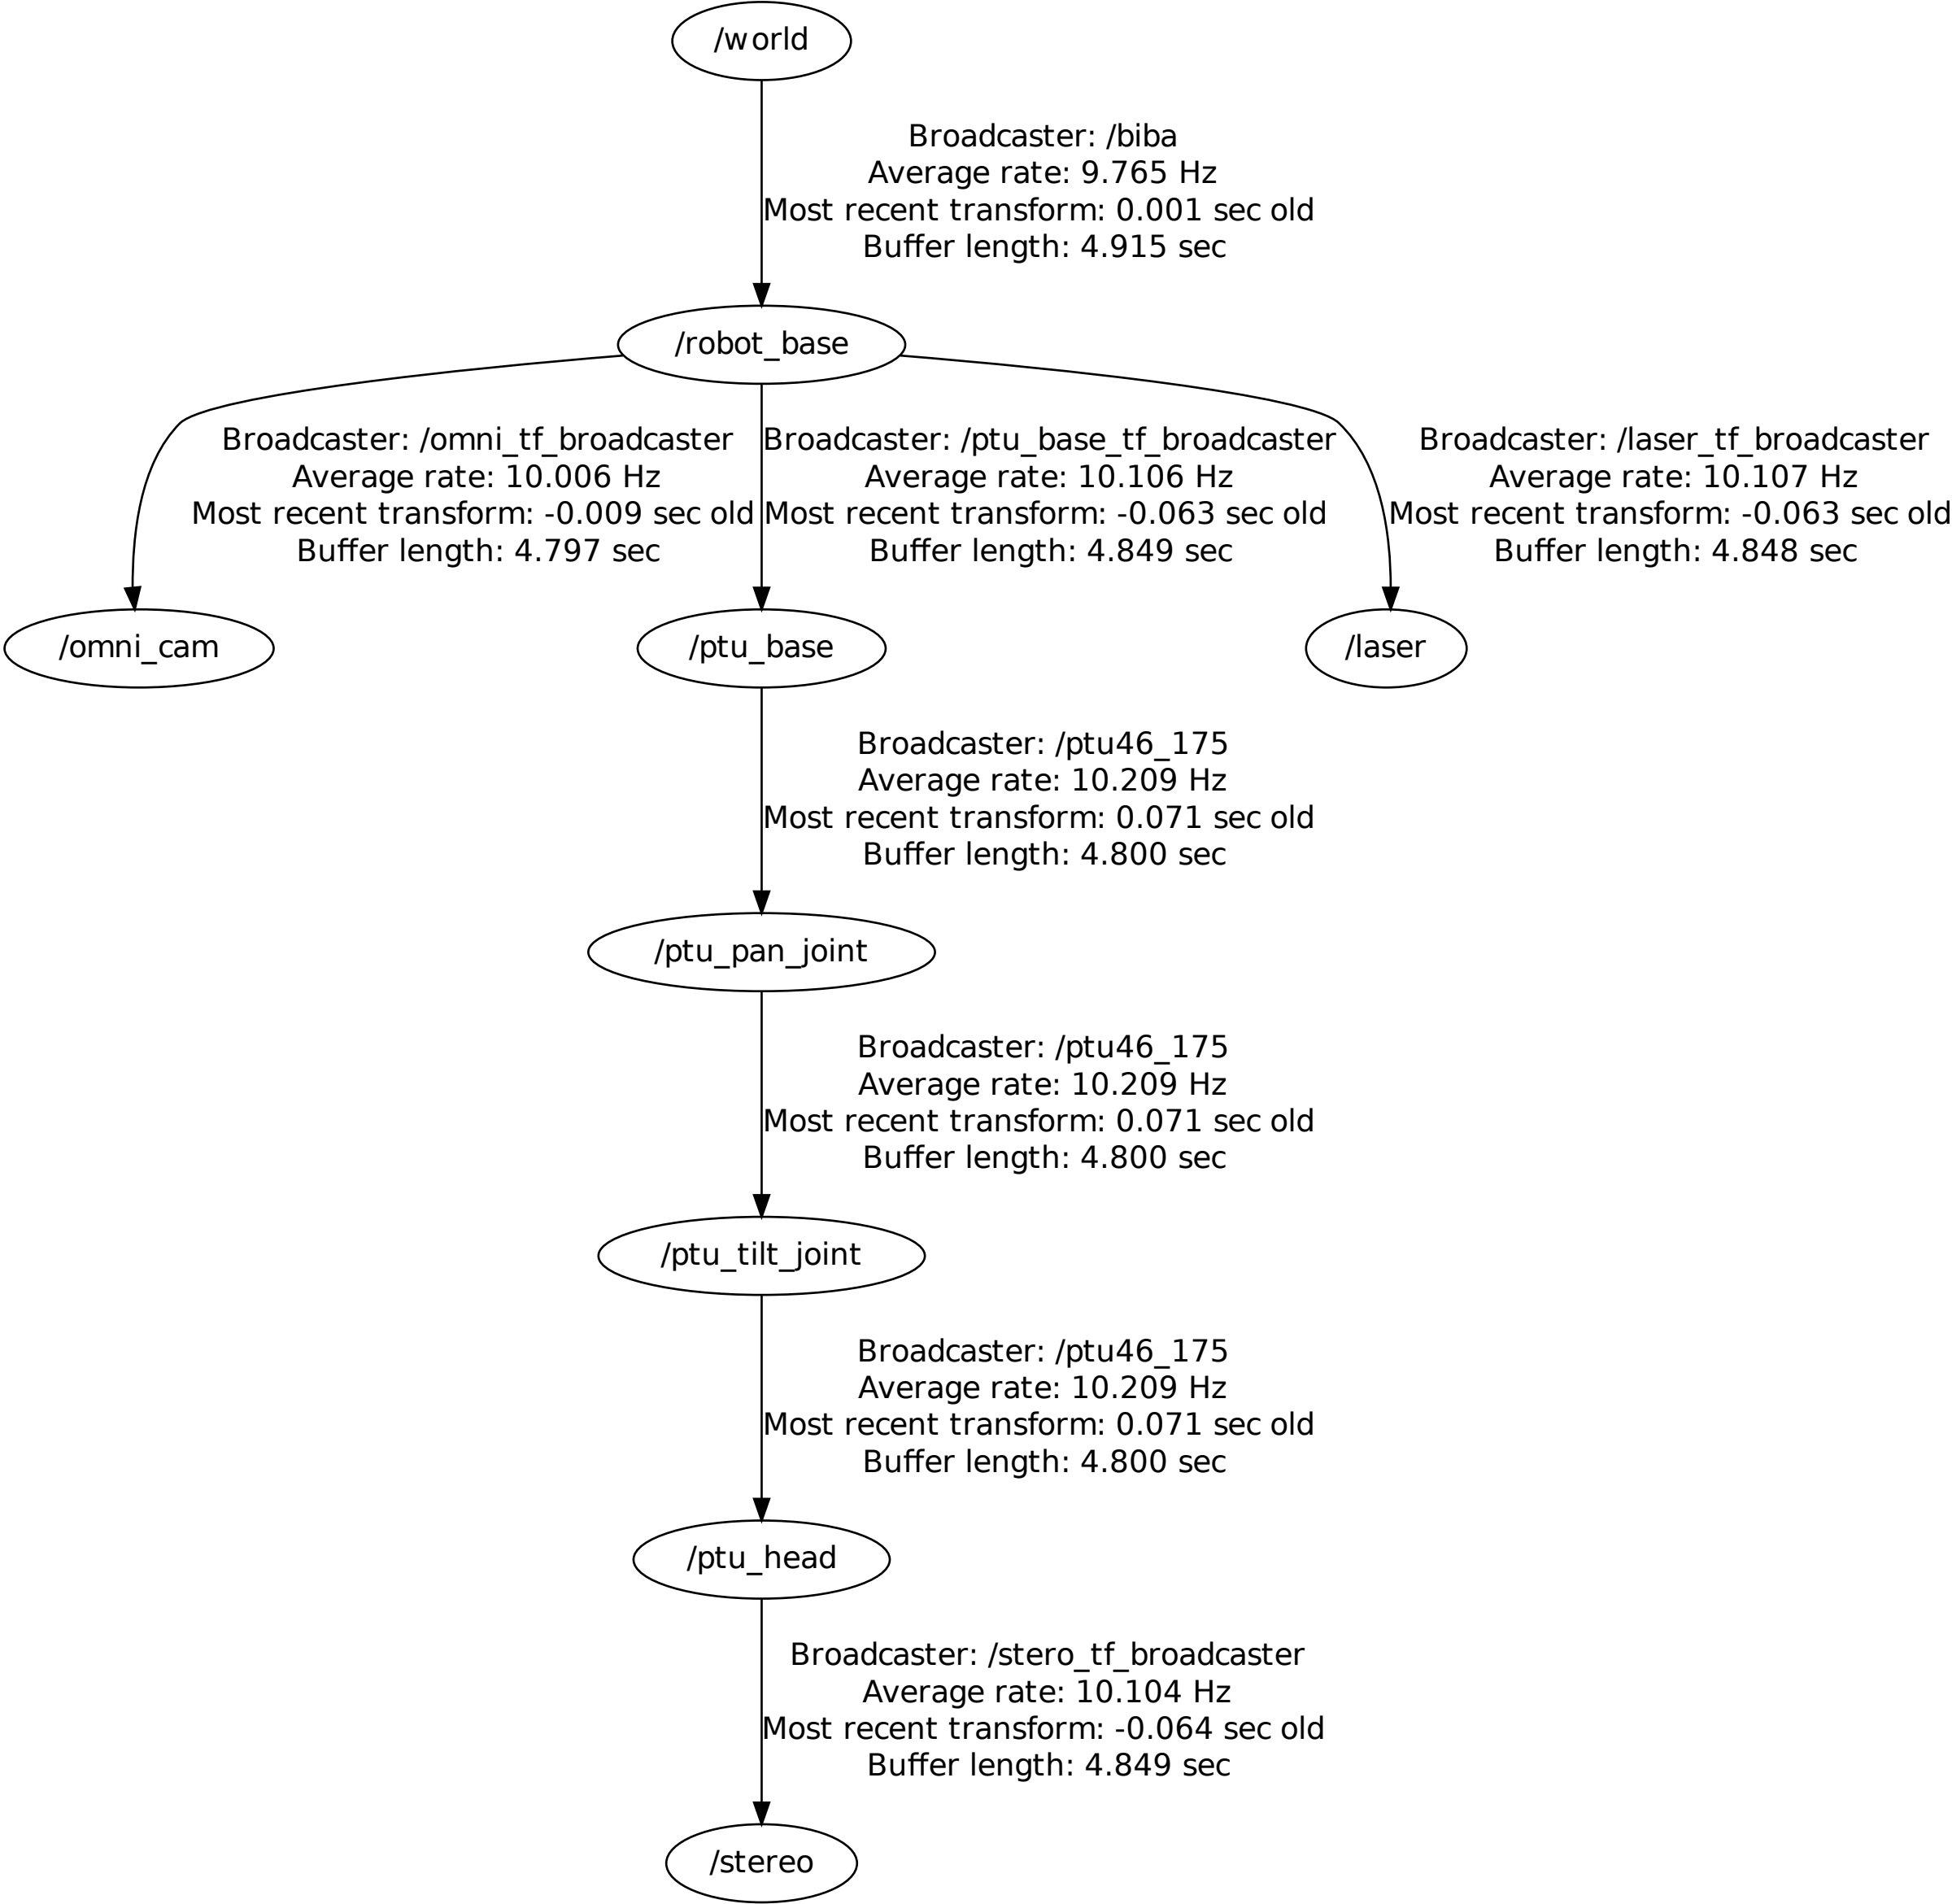 /world
Broadcaster: /biba
Average rate: 9.765 Hz
Most recent transform: 0.001 sec old
Buffer length: 4.915 sec
/robot_base
Broadcaster: /omni_tf_broadcaster
Average rate: 10.006 Hz
Most recent transform: -0.009 sec old
Buffer length: 4.797 sec
Broadcaster: /ptu_base_tf_broadcaster
Average rate: 10.106 Hz
Most recent transform: -0.063 sec old
Buffer length: 4.849 sec
Broadcaster: /laser_tf_broadcaster
Average rate: 10.107 Hz
Most recent transform: -0.063 sec old
Buffer length: 4.848 sec
/omni_cam
/ptu_base
/laser
Broadcaster: /ptu46_175
Average rate: 10.209 Hz
Most recent transform: 0.071 sec old
Buffer length: 4.800 sec
/ptu_pan_joint
Broadcaster: /ptu46_175
Average rate: 10.209 Hz
Most recent transform: 0.071 sec old
Buffer length: 4.800 sec
/ptu_tilt_joint
Broadcaster: /ptu46_175
Average rate: 10.209 Hz
Most recent transform: 0.071 sec old
Buffer length: 4.800 sec
/ptu_head
Broadcaster: /stero_tf_broadcaster
Average rate: 10.104 Hz
Most recent transform: -0.064 sec old
Buffer length: 4.849 sec
/stereo